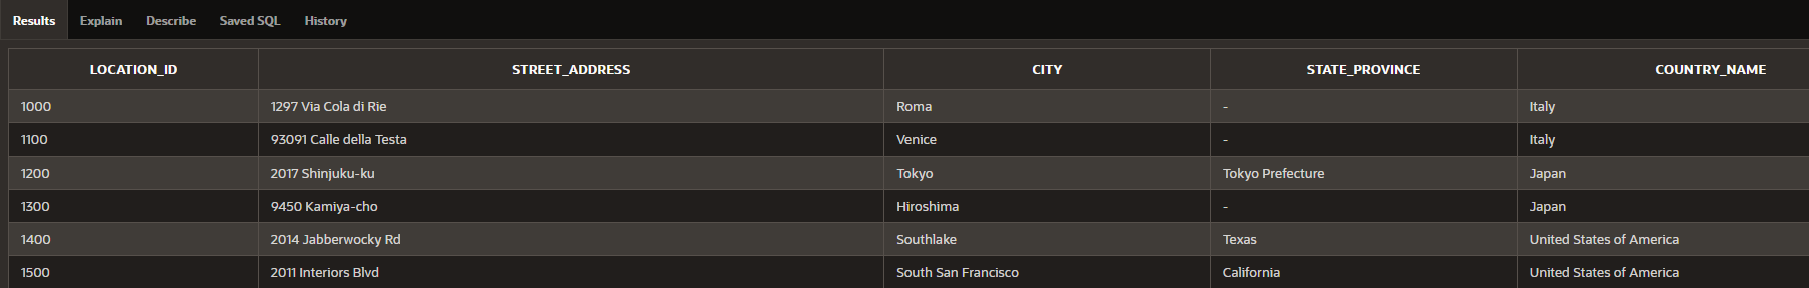 Results Explain Describe Saved SQL History
LOCATION_ID STREET_ADDRESS CITY STATE_PROVINCE COUNTRY_NAME
1000 1297 Via Cola di Rie Roma - Italy
1100 93091 Calle della Testa Venice - Italy
1200 2017 Shinjuku-ku Tokyo Tokyo Prefecture Japan
1300 9450 Kamiya-cho Hiroshima - Japan
1400 2014 Jabberwocky Rd Southlake Texas United States of America
1500 2011 Interiors Blvd South San Francisco California United States of America